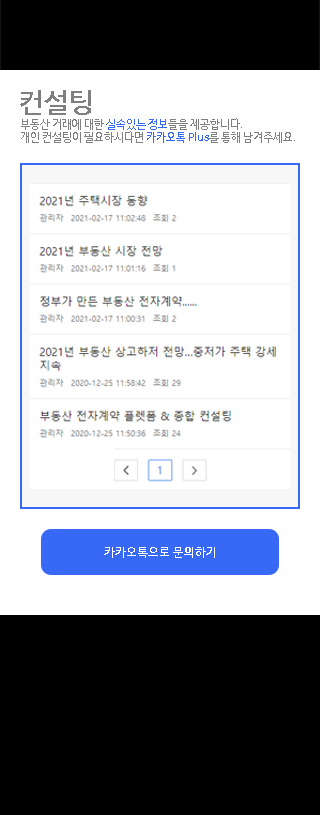 컨설팅
부동산 거래에 대한 실속있는 정보들을 제공합니다.
개인 컨설팅이 필요하시다면 카카오톡 Plus를 통해 남겨주세요.
2021년 주택시장 동향
관리자 2021-02-17 11:02:48 조회 2
2021년 부동산 시장 전망
관리자 2021-02-17 11:01:16 조회 1
정부가 만든 부동산 전자계약......
관리자 2021-02-17 11:00:31 조회 2
2021년 부동산 상고하저 전망...중저가 주택 강세
지속
관리자 2020-12-25 11:58:42 조회 29
부동산 전자계약 플렛폼 & 종합 컨설팅
관리자 2020-12-25 11:50:36 조회 24
1
카카오톡으로 문의하기